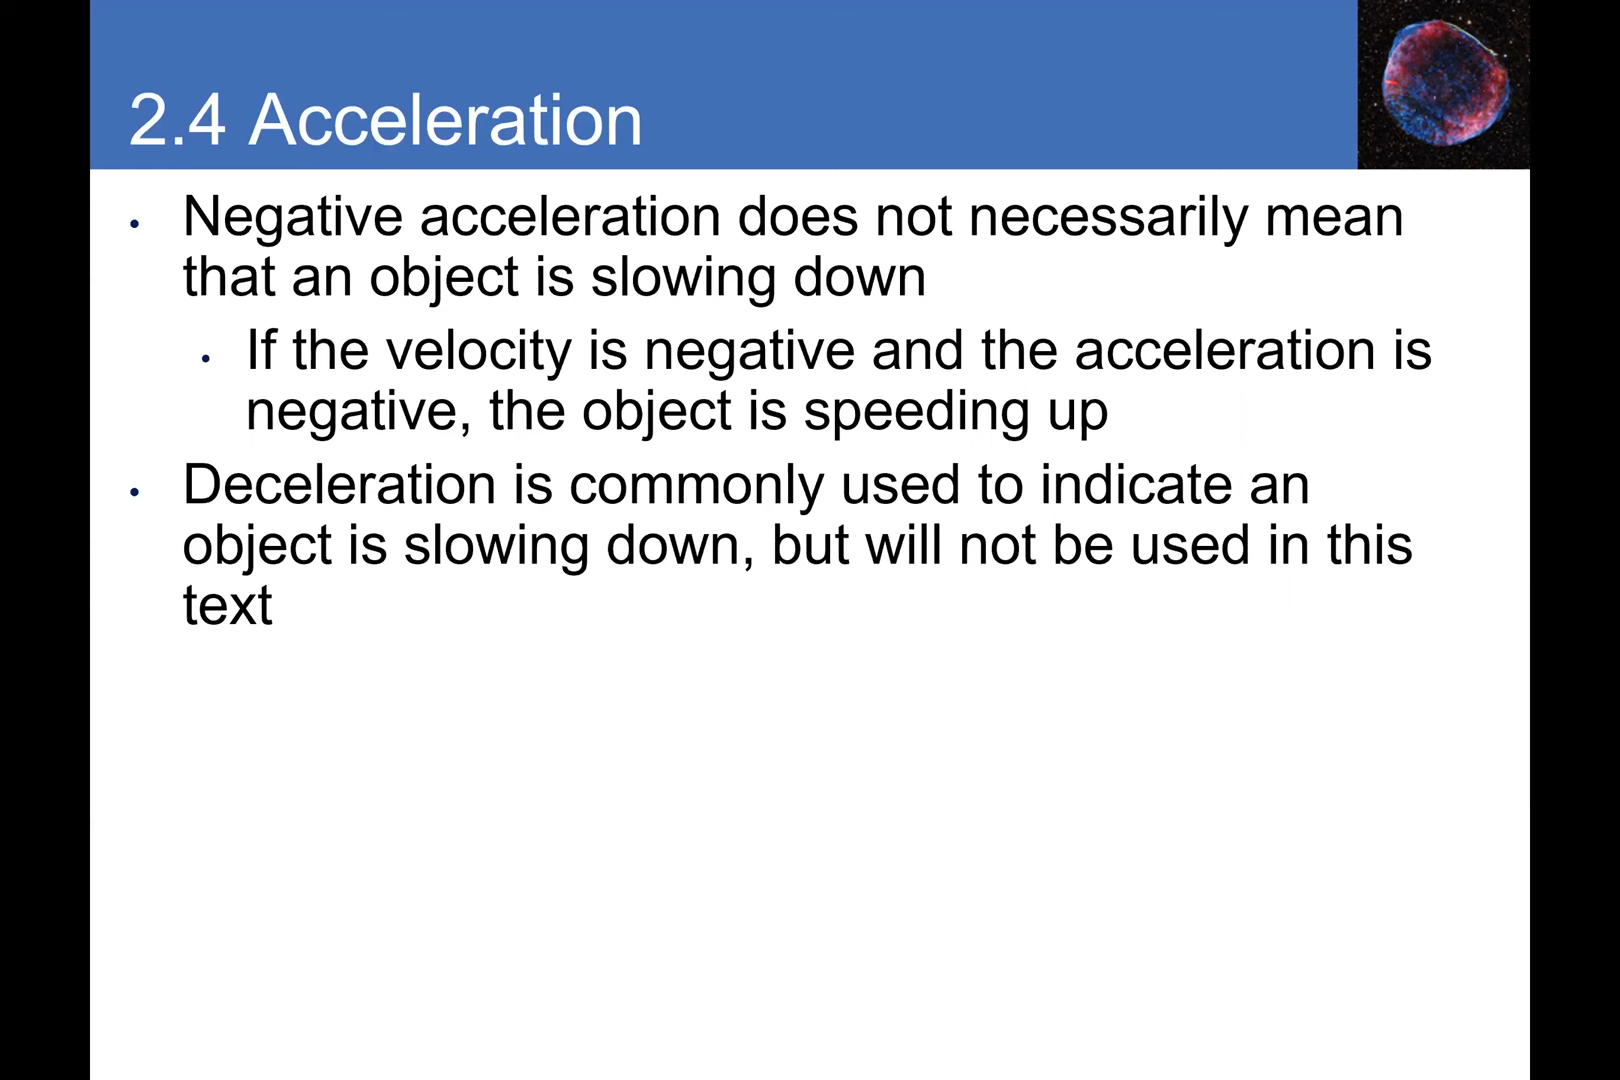 2.4 Acceleration
• Negative acceleration does not necessarily mean
that an object is slowing down
• If the velocity is negative and the acceleration is
negative, the object is speeding up
• Deceleration is commonly used to indicate an
object is slowing down, but will not be used in this
text